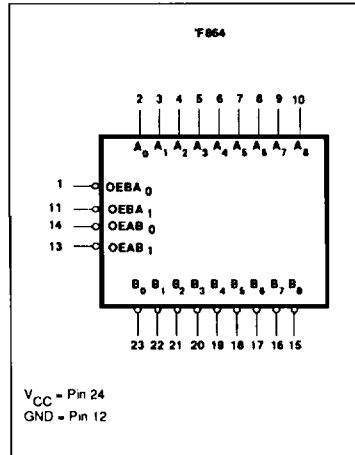 'F864
2 3 4 5 6 7 8 9 10
A0 A1 A2 A3 A4 A5 A6 A7 A8
1 OEBA0
11 OEBA1
14 OEAB0
13 OEAB1
B0 B1 B2 B3 B4 B5 B6 B7 B8
23 22 21 20 19 18 17 16 15
VCC = Pin 24
GND = Pin 12